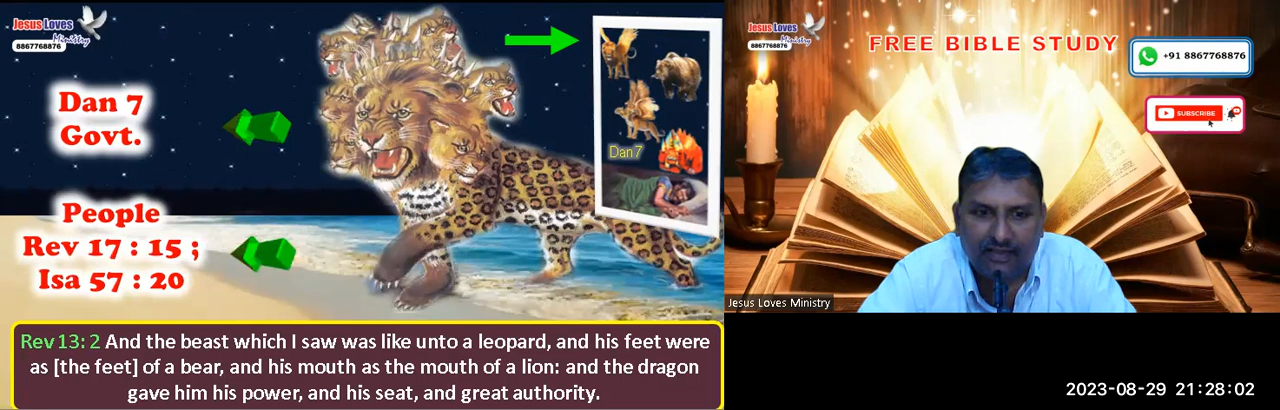 Jesus Loves
Ministry
8867768876
Dan 7
Govt.
People
Rev 17 : 15 ;
Isa 57 : 20
Dan 7
Rev 13: 2 And the beast which I saw was like unto a leopard, and his feet were
as [the feet] of a bear, and his mouth as the mouth of a lion: and the dragon
gave him his power, and his seat, and great authority.
Jesus Loves
Ministry
8867768876
FREE BIBLE STUDY
+91 8867768876
SUBSCRIBE
Jesus Loves Ministry
2023-08-29 21:28:02